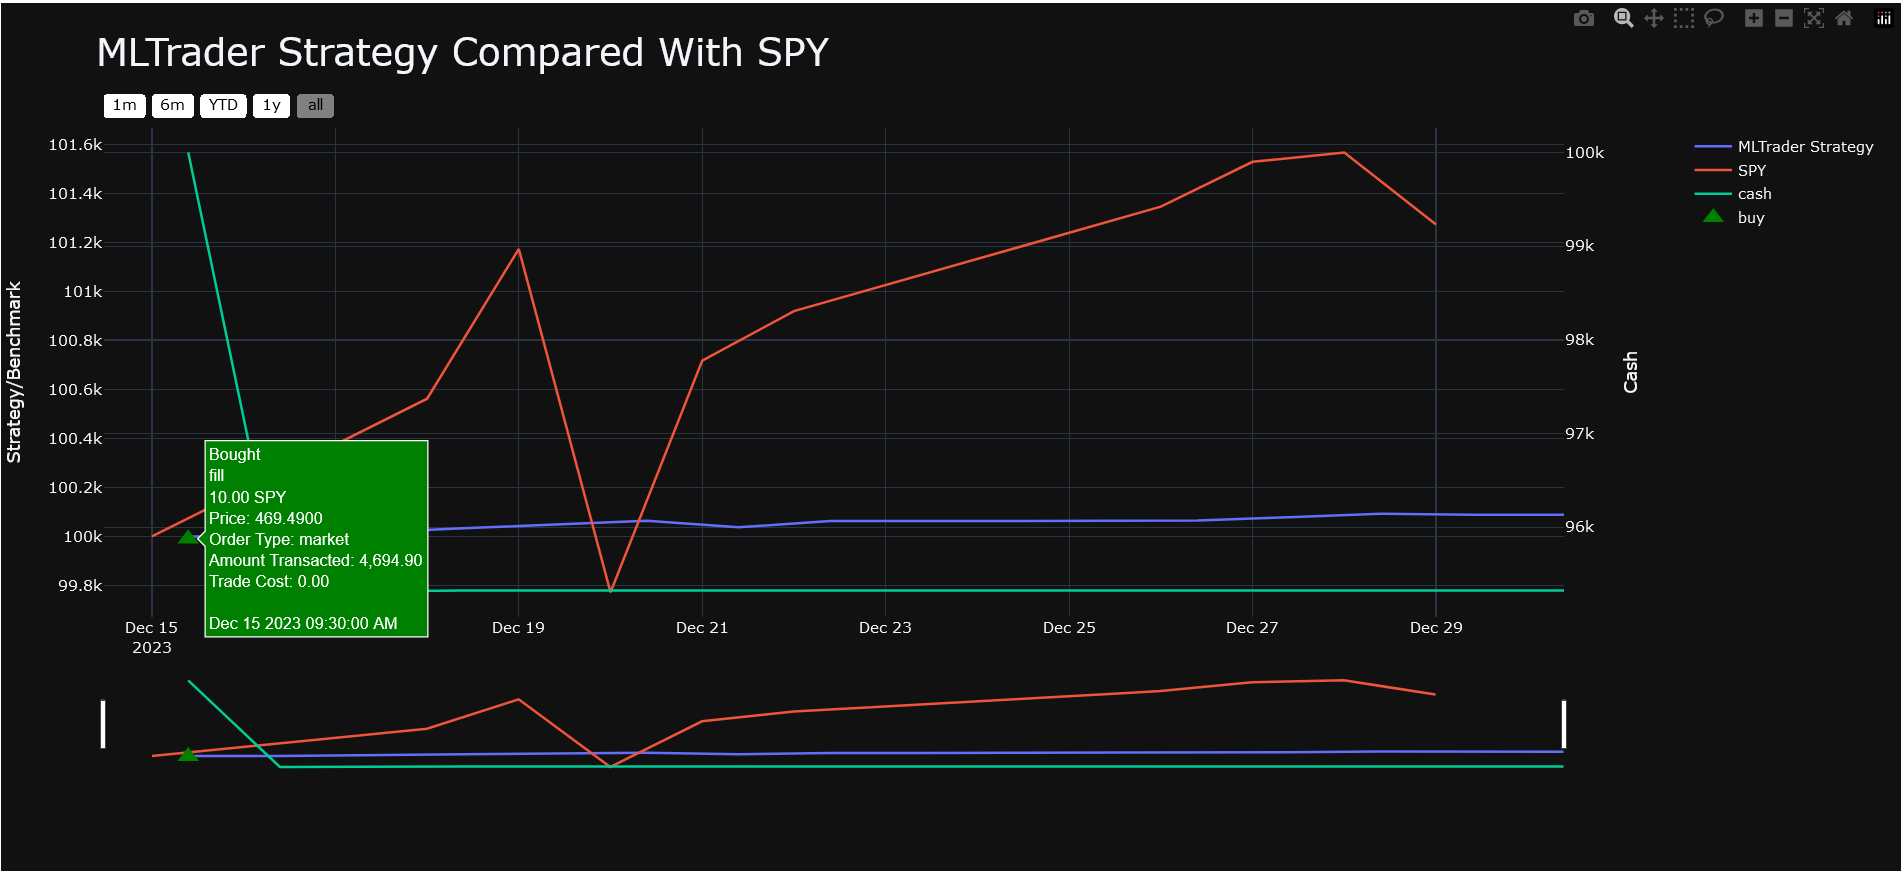 MLTrader Strategy Compared With SPY
1m 6m YTD 1y all
101.6k
101.4k
101.2k
101k
100.8k
100.6k
100.4k
100.2k
100k
99.8k
Strategy/Benchmark
100k
99k
98k
97k
96k
Cash
MLTrader Strategy
SPY
cash
buy
Bought
fill
10.00 SPY
Price: 469.4900
Order Type: market
Amount Transacted: 4,694.90
Trade Cost: 0.00
Dec 15 2023 09:30:00 AM
Dec 15 Dec 19 Dec 21 Dec 23 Dec 25 Dec 27 Dec 29
2023